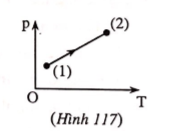 p
(2)
(1)
O
T
(Hình 117)